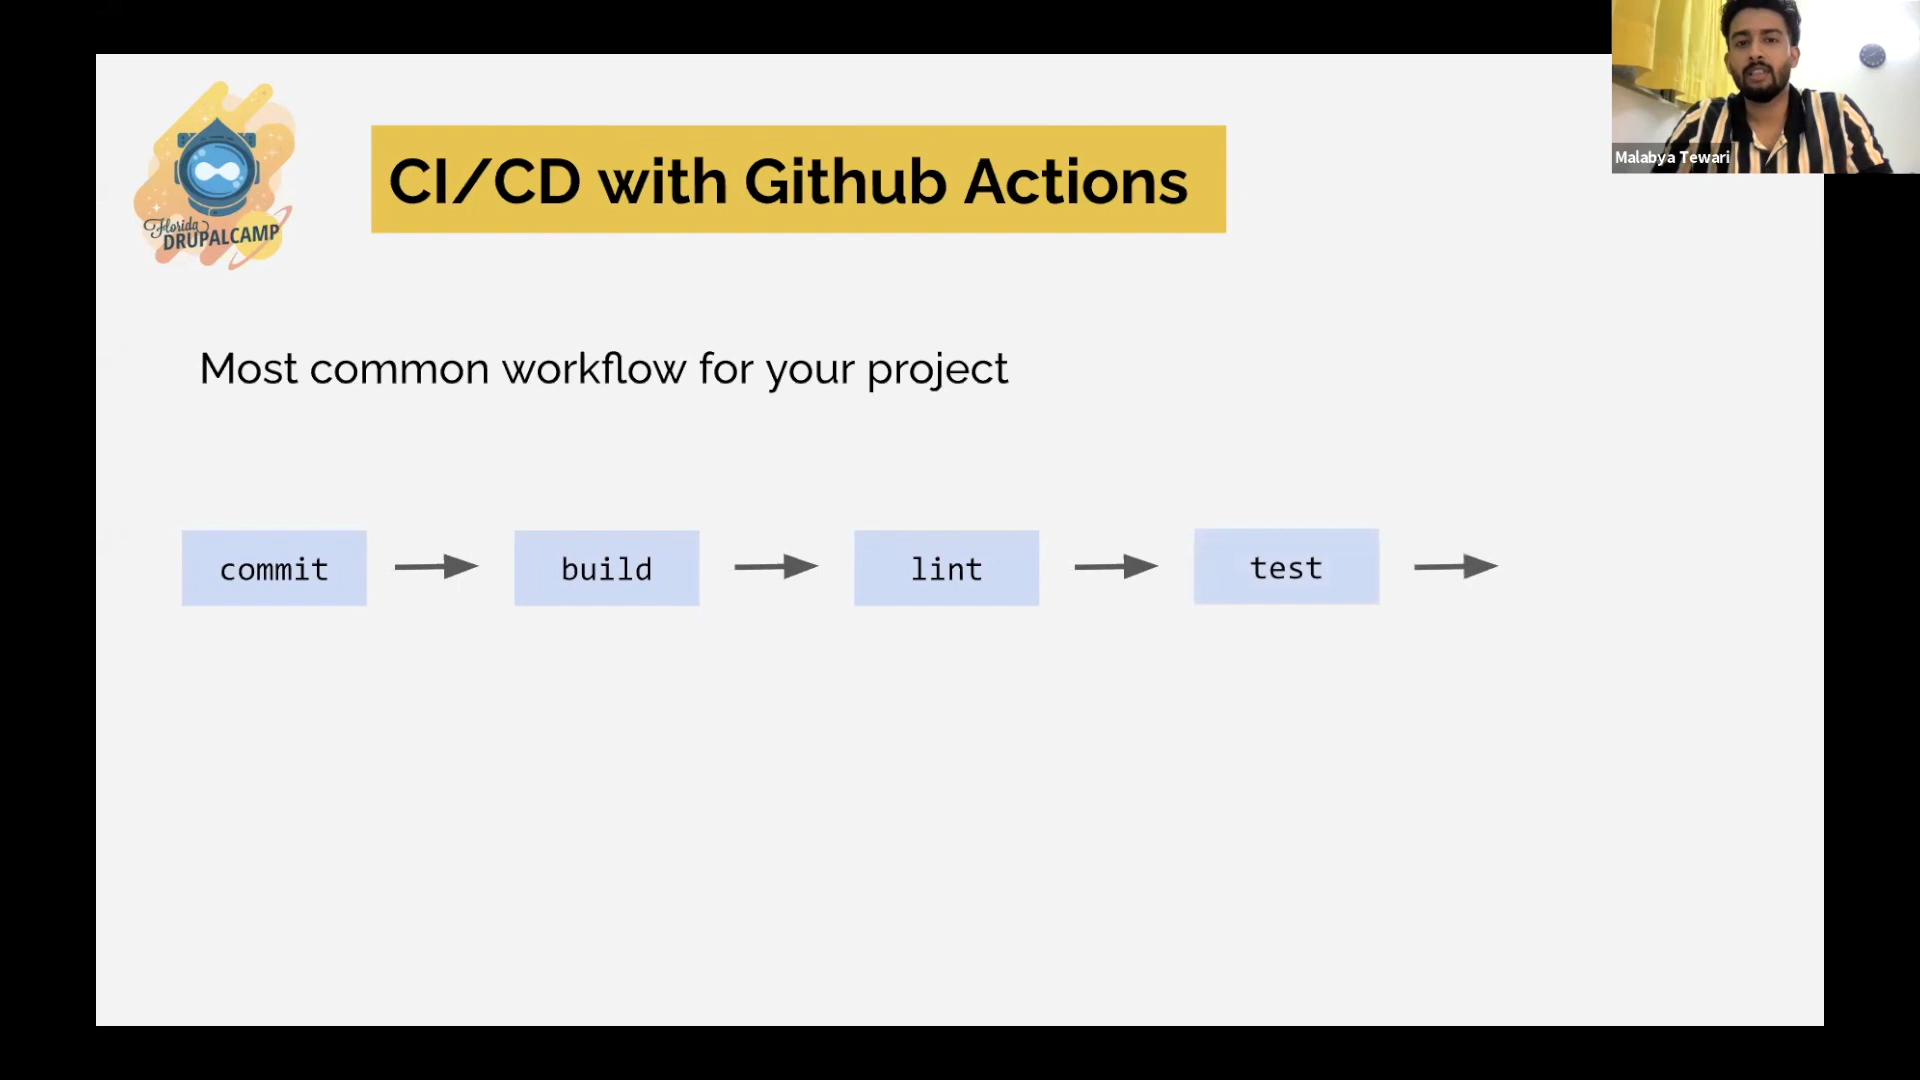 Malabya Tewari
Florida
DRUPALCAMP
CI/CD with Github Actions
Most common workflow for your project
commit
build
lint
test